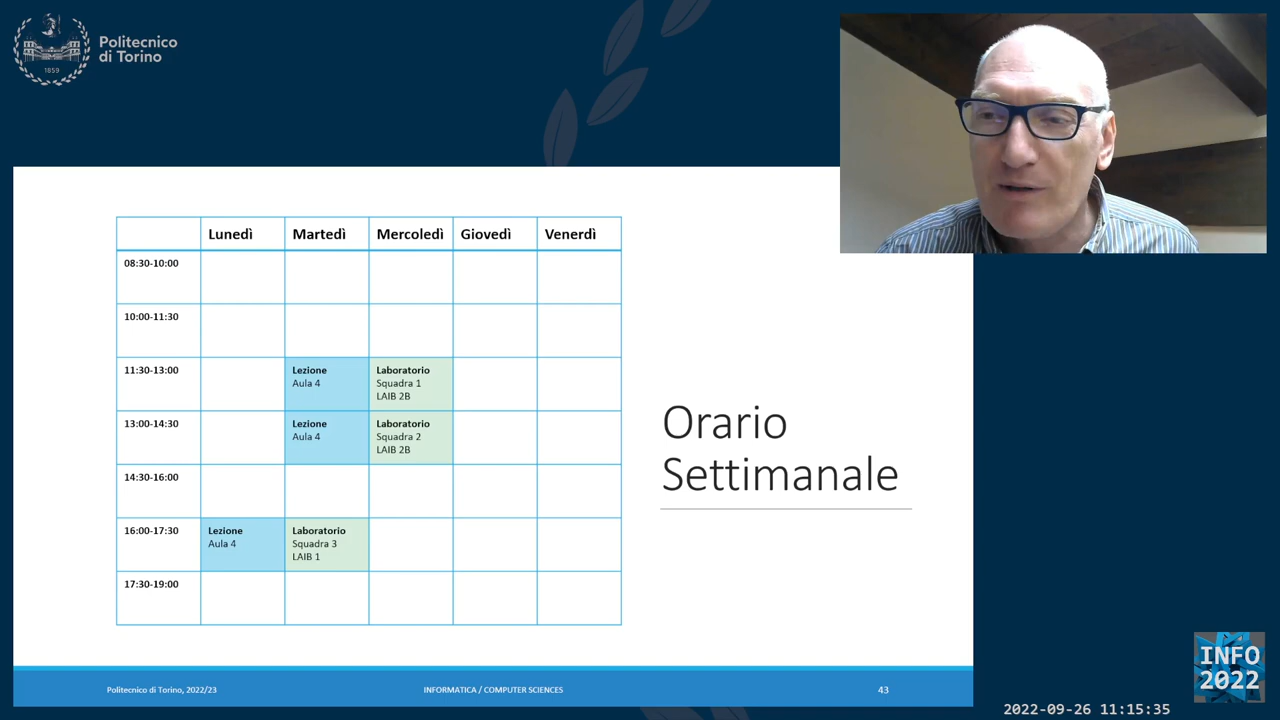 Politecnico
di Torino
1859
Lunedì Martedì Mercoledì Giovedì Venerdì
08:30-10:00
10:00-11:30
11:30-13:00
Lezione
Aula 4
Laboratorio
Squadra 1
LAIB 2B
13:00-14:30
Lezione
Aula 4
Laboratorio
Squadra 2
LAIB 2B
14:30-16:00
16:00-17:30
Lezione
Aula 4
Laboratorio
Squadra 3
LAIB 1
17:30-19:00
Orario
Settimanale
Politecnico di Torino, 2022/23
INFORMATICA / COMPUTER SCIENCES
43
INFO
2022
2022-09-26 11:15:35